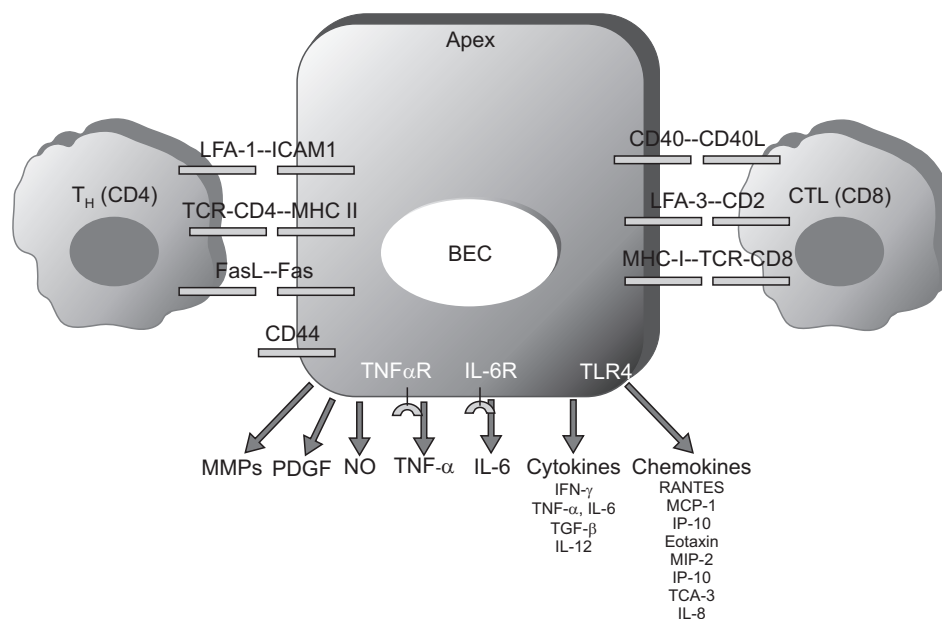 Apex
LFA-1--ICAM1
CD40--CD40L
T_H (CD4)
LFA-3--CD2
CTL (CD8)
TCR-CD4--MHC II
BEC
MHC-I--TCR-CD8
FasL--Fas
CD44
TNFαR
IL-6R
TLR4
MMPs
PDGF
NO
TNF-α
IL-6
Cytokines
IFN-γ
TNF-α, IL-6
TGF-β
IL-12
Chemokines
RANTES
MCP-1
IP-10
Eotaxin
MIP-2
IP-10
TCA-3
IL-8